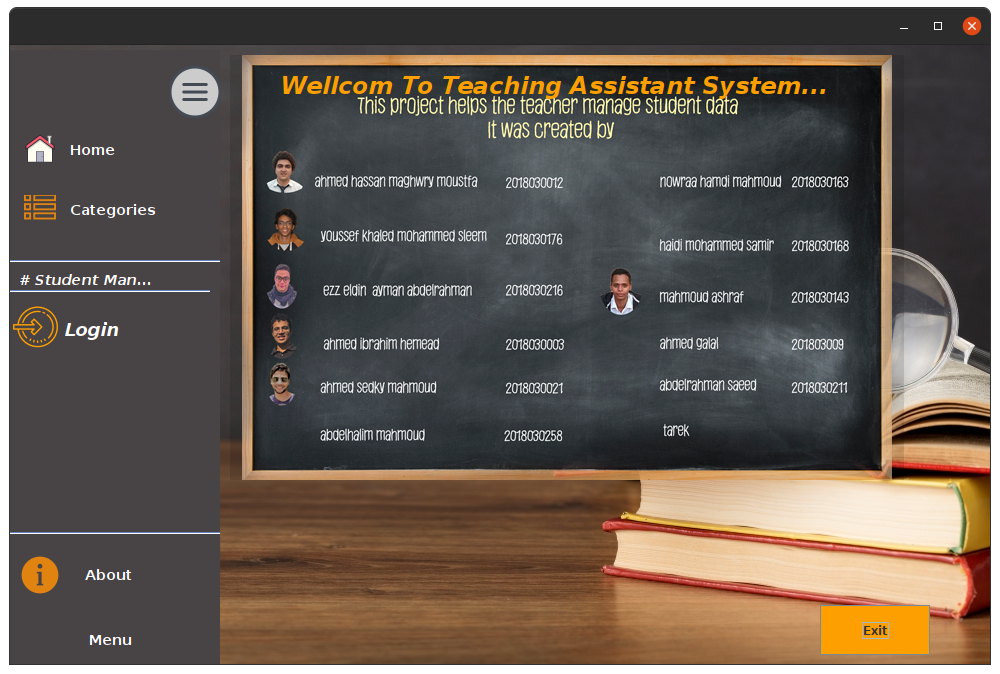 Wellcom To Teaching Assistant System...
This project helps the teacher manage student data
It was created by
Home
Categories
# Student Man...
Login
About
Menu
ahmed hassan maghwry moustfa 2018030012
youssef khaled mohammed sleem 2018030176
ezz eldin ayman abdelrahman 2018030216
ahmed ibrahim hemead 2018030003
ahmed sedky mahmoud 2018030021
abdelhalim mahmoud 2018030258
nowraa hamdi mahmoud 2018030163
haidi mohammed samir 2018030168
mahmoud ashraf 2018030143
ahmed galal 201803009
abdelrahman saeed 2018030211
tarek
Exit